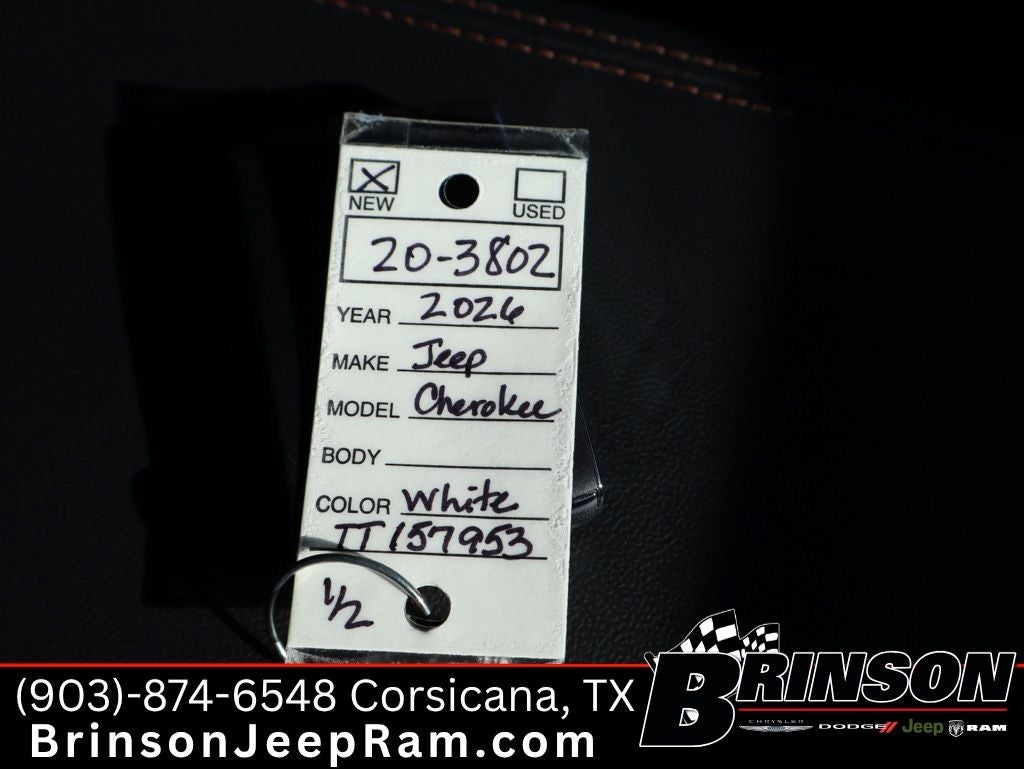 NEW USED
20-3802
YEAR 2026
MAKE Jeep
MODEL Cherokee
BODY
COLOR White
TT157953
1/2
(903)-874-6548 Corsicana, TX
BrinsonJeepRam.com
BRINSON
CHRYSLER DODGE Jeep RAM